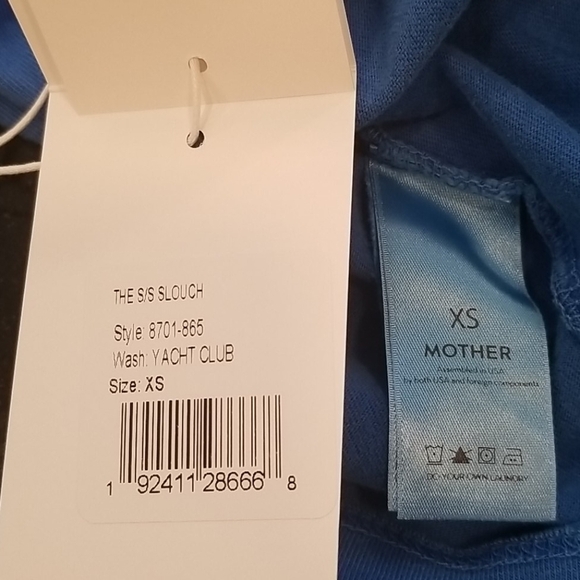 THE S/S SLOUCH
Style: 8701-865
Wash: YACHT CLUB
Size: XS
1 92411 28666 8
XS
MOTHER
Assembled in USA
by both USA and foreign components
DO YOUR OWN LAUNDRY